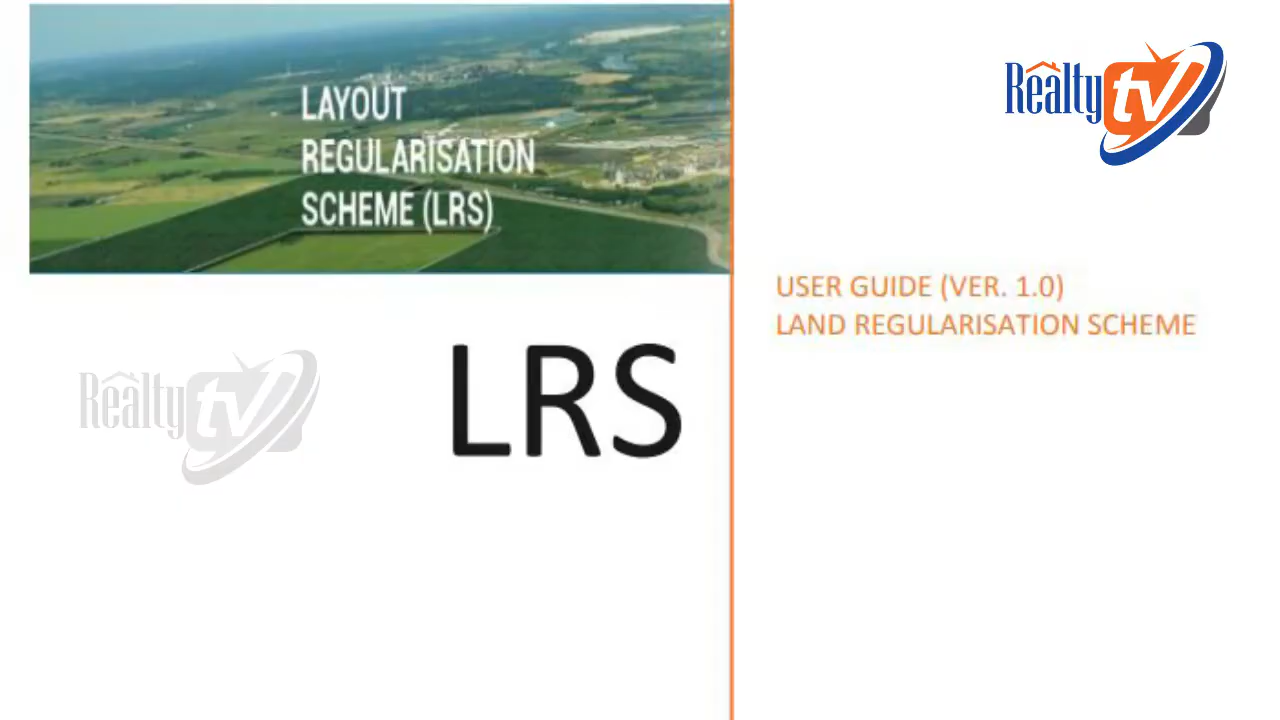 LAYOUT
REGULARISATION
SCHEME (LRS)
LRS
Realty tv
Realty tv
USER GUIDE (VER. 1.0)
LAND REGULARISATION SCHEME